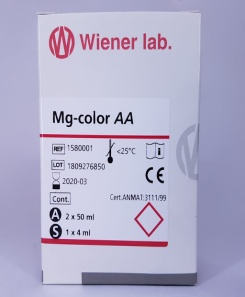 Wiener lab.
Mg-color AA
REF 1580001
<25°C
i
LOT 1809276850
2020-03
CE
Cont.
Cert.ANMAT:3111/99
A 2 x 50 ml
S 1 x 4 ml